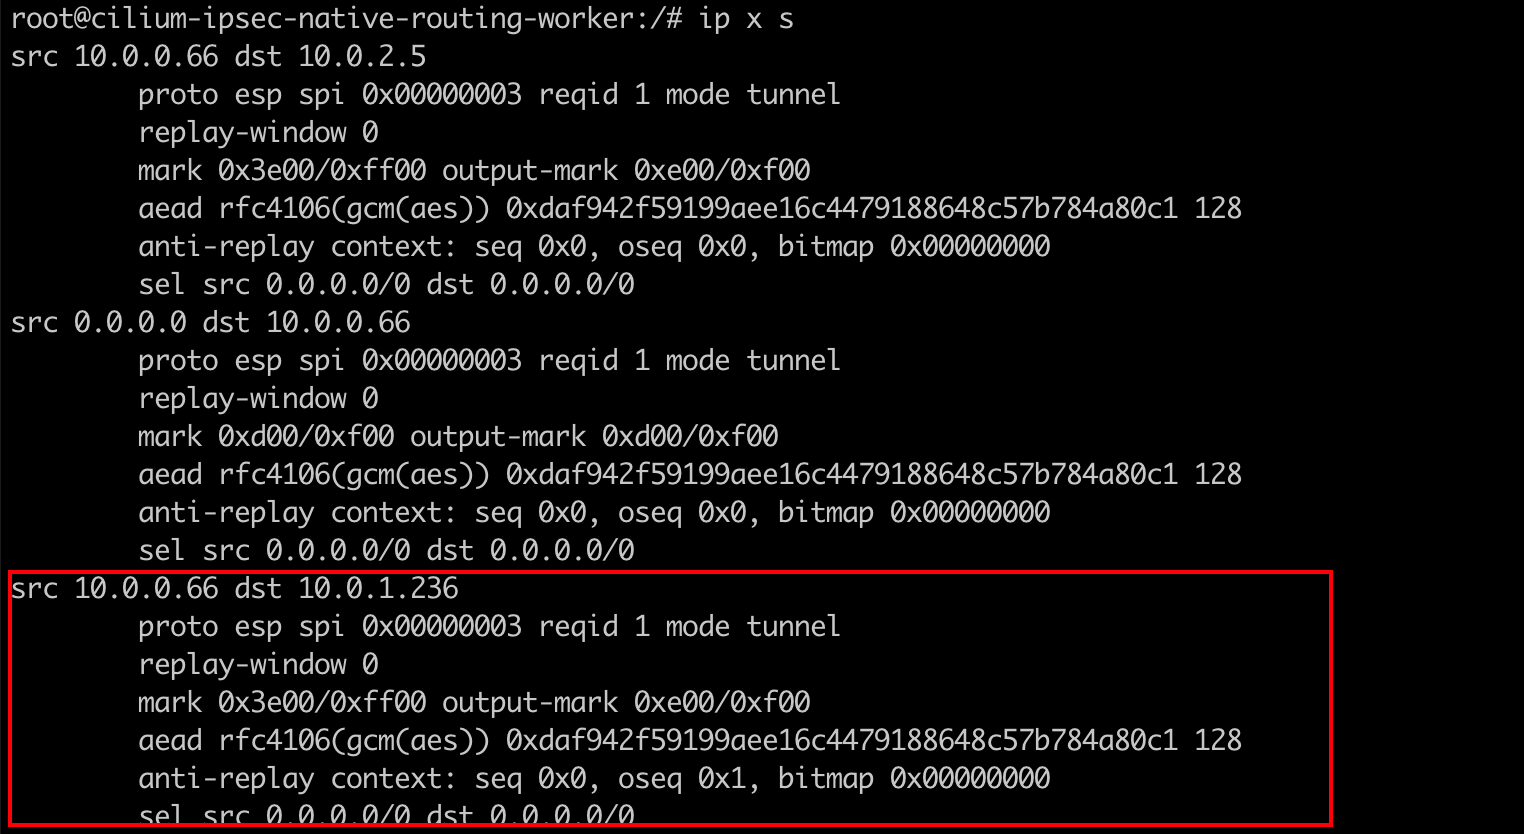 root@cilium-ipsec-native-routing-worker:/# ip x s
src 10.0.0.66 dst 10.0.2.5
proto esp spi 0x00000003 reqid 1 mode tunnel
replay-window 0
mark 0x3e00/0xff00 output-mark 0xe00/0xf00
aead rfc4106(gcm(aes)) 0xdaf942f59199aee16c4479188648c57b784a80c1 128
anti-replay context: seq 0x0, oseq 0x0, bitmap 0x00000000
sel src 0.0.0.0/0 dst 0.0.0.0/0
src 0.0.0.0 dst 10.0.0.66
proto esp spi 0x00000003 reqid 1 mode tunnel
replay-window 0
mark 0xd00/0xf00 output-mark 0xd00/0xf00
aead rfc4106(gcm(aes)) 0xdaf942f59199aee16c4479188648c57b784a80c1 128
anti-replay context: seq 0x0, oseq 0x0, bitmap 0x00000000
sel src 0.0.0.0/0 dst 0.0.0.0/0
src 10.0.0.66 dst 10.0.1.236
proto esp spi 0x00000003 reqid 1 mode tunnel
replay-window 0
mark 0x3e00/0xff00 output-mark 0xe00/0xf00
aead rfc4106(gcm(aes)) 0xdaf942f59199aee16c4479188648c57b784a80c1 128
anti-replay context: seq 0x0, oseq 0x1, bitmap 0x00000000
sel src 0.0.0.0/0 dst 0.0.0.0/0